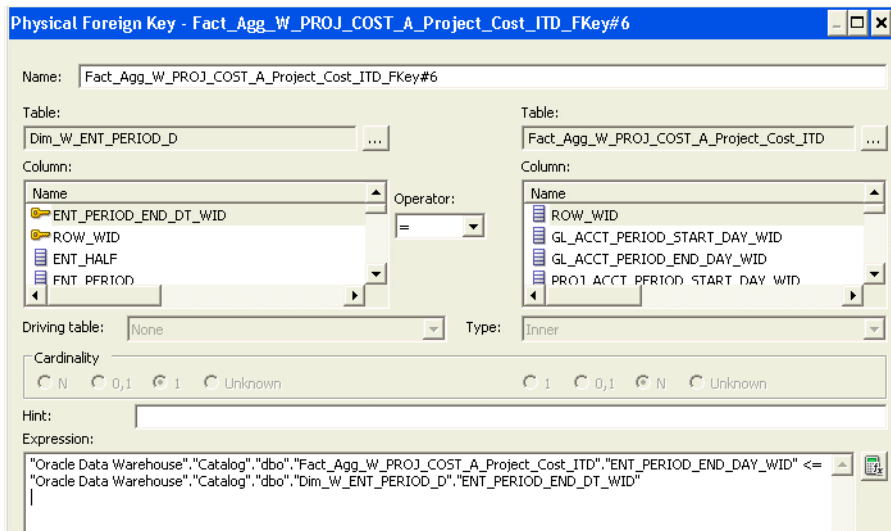 Physical Foreign Key - Fact_Agg_W_PROJ_COST_A_Project_Cost_ITD_FKey#6
Name: Fact_Agg_W_PROJ_COST_A_Project_Cost_ITD_FKey#6
Table: Table:
Dim_W_ENT_PERIOD_D ... Fact_Agg_W_PROJ_COST_A_Project_Cost_ITD ...
Column: Column:
Name Operator: Name
ENT_PERIOD_END_DT_WID ROW_WID
ROW_WID = GL_ACCT_PERIOD_START_DAY_WID
ENT_HALF GL_ACCT_PERIOD_END_DAY_WID
ENT_PERIOD PROJ_ACCT_PERIOD_START_DAY_WID
Driving table: None Type: Inner
Cardinality
N 0,1 1 Unknown 1 0,1 N Unknown
Hint:
Expression:
"Oracle Data Warehouse"."Catalog"."dbo"."Fact_Agg_W_PROJ_COST_A_Project_Cost_ITD"."ENT_PERIOD_END_DAY_WID" <=
"Oracle Data Warehouse"."Catalog"."dbo"."Dim_W_ENT_PERIOD_D"."ENT_PERIOD_END_DT_WID"